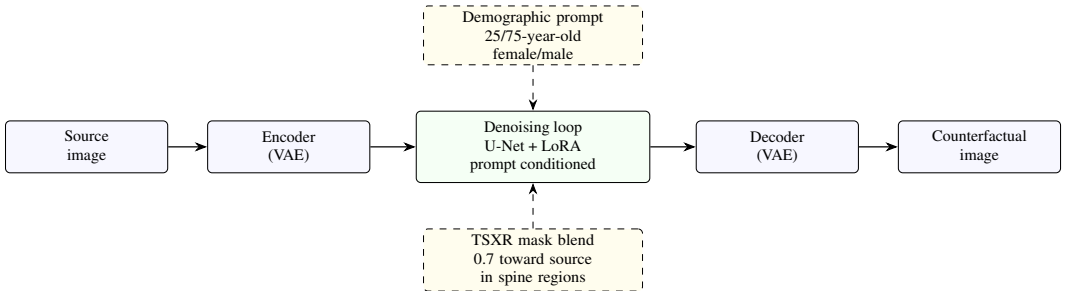 Demographic prompt
25/75-year-old
female/male
Source
image
Encoder
(VAE)
Denoising loop
U-Net + LoRA
prompt conditioned
Decoder
(VAE)
Counterfactual
image
TSXR mask blend
0.7 toward source
in spine regions